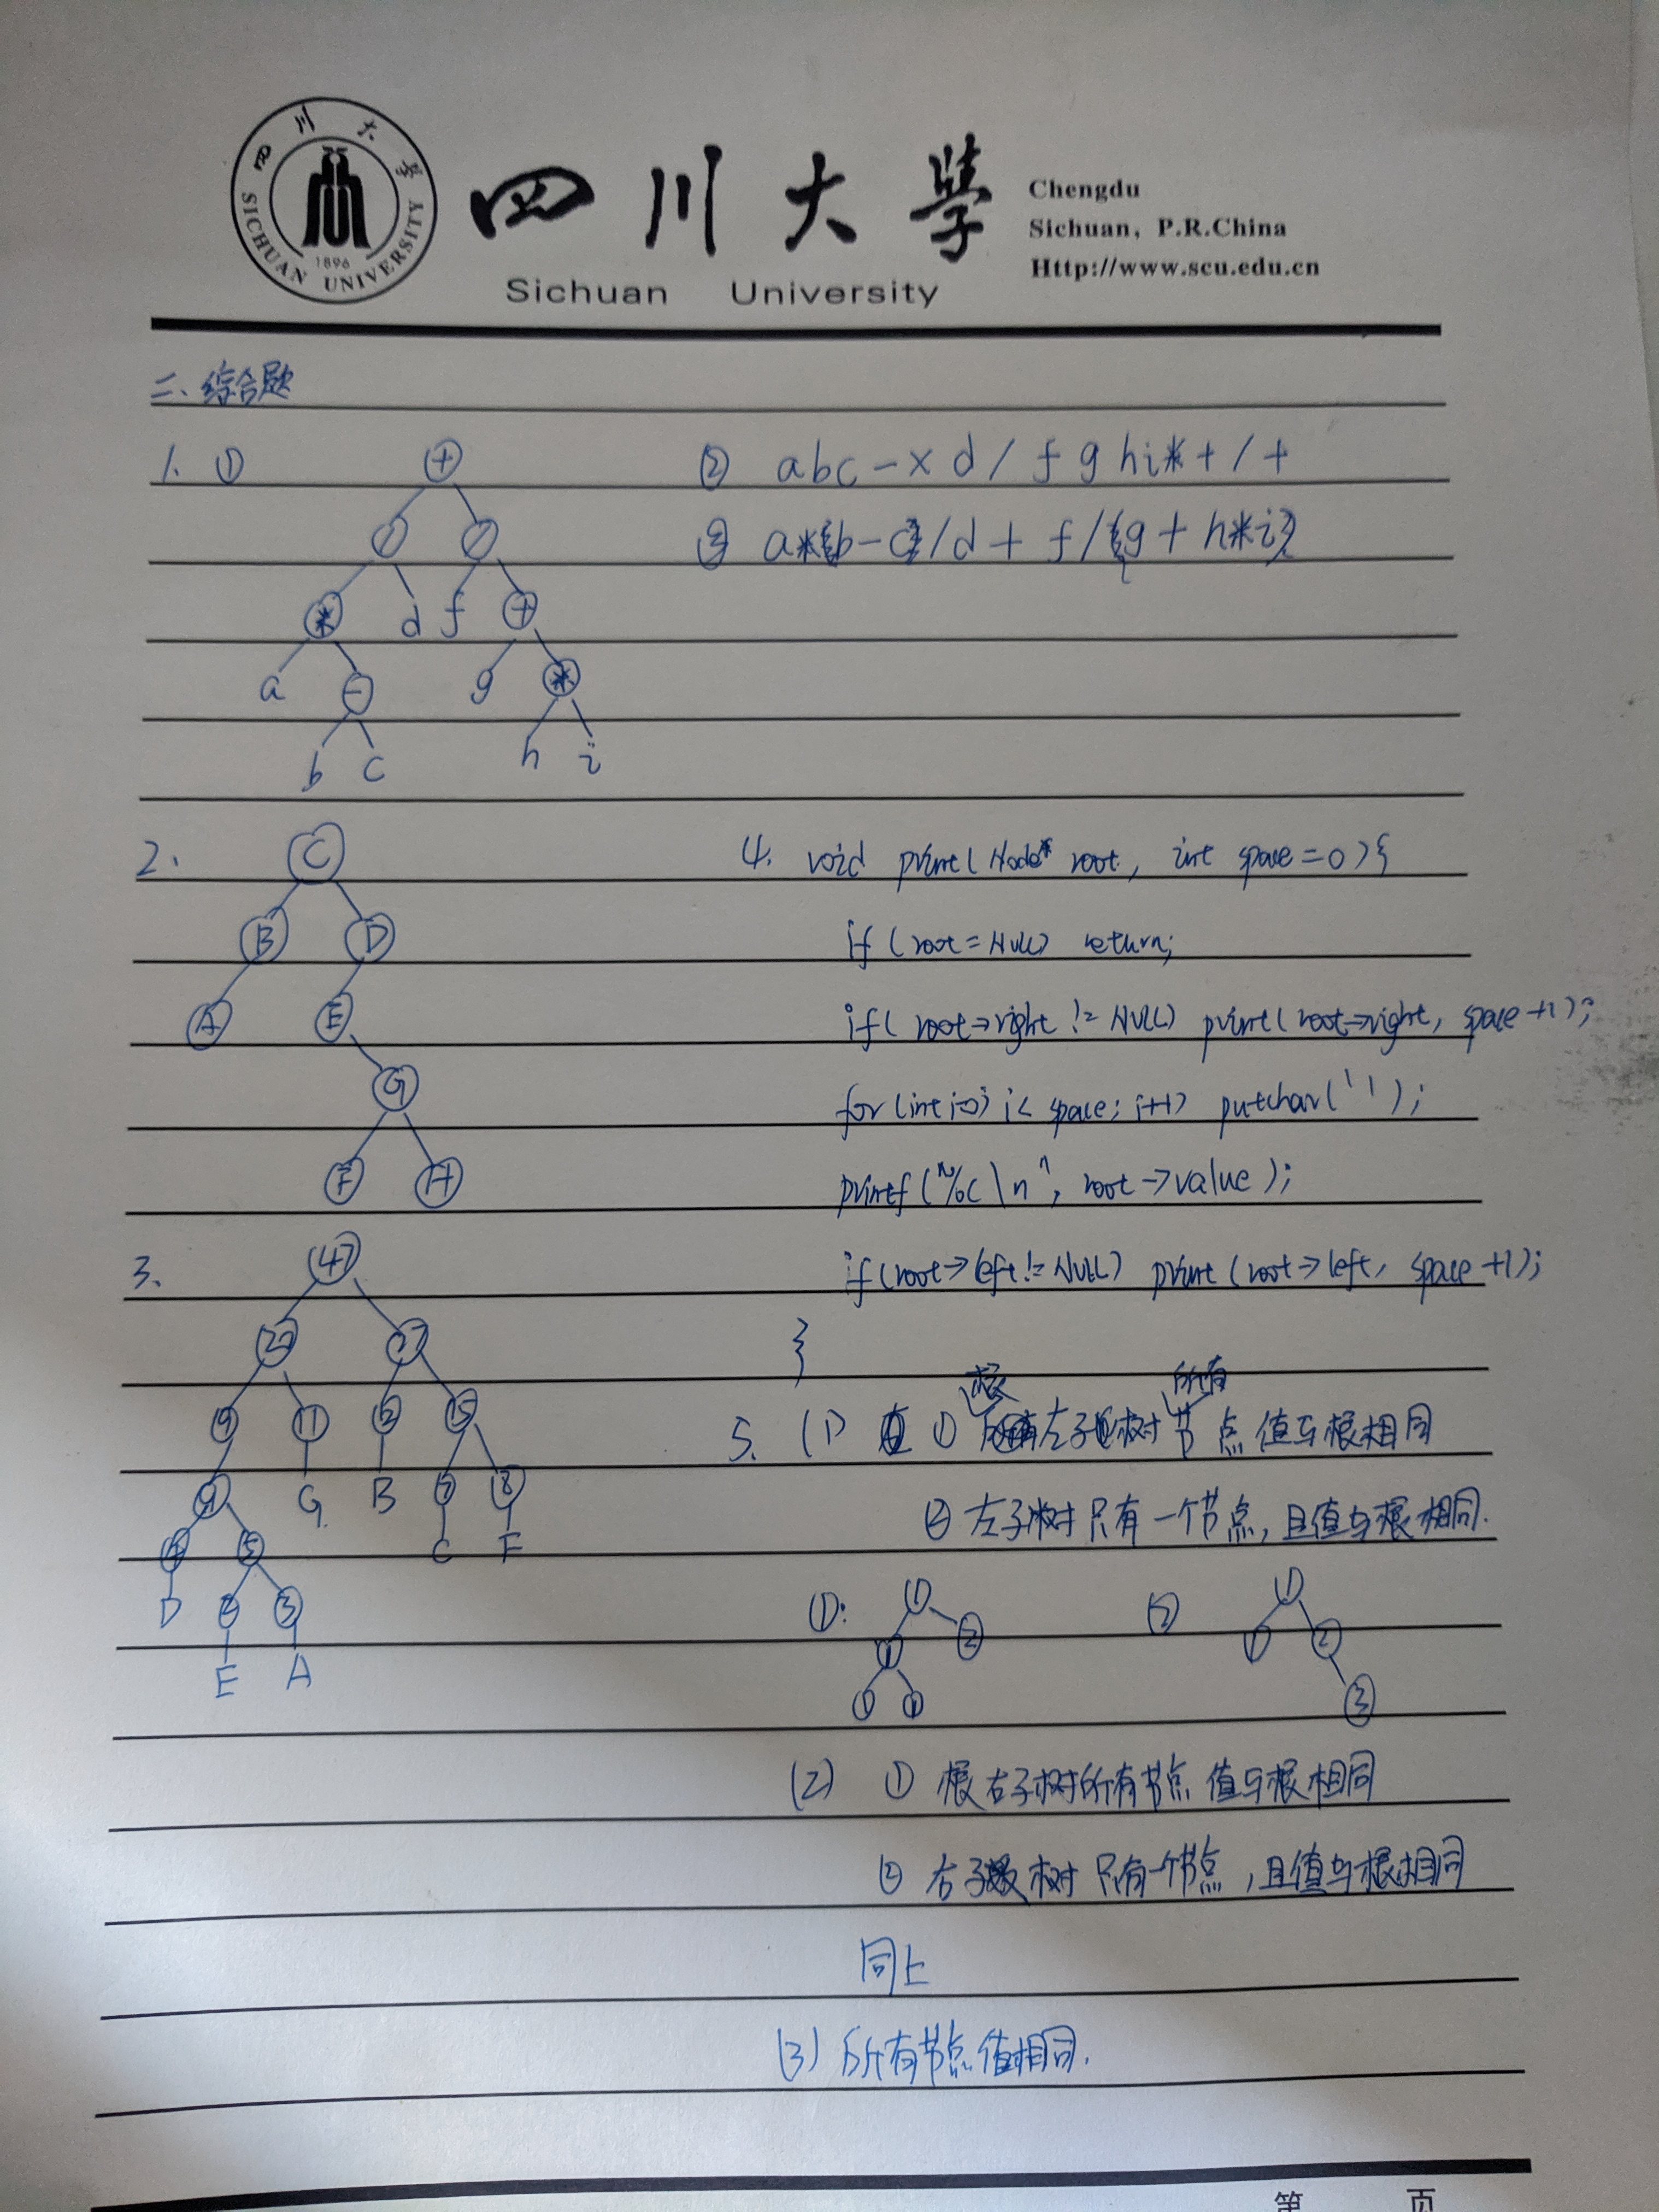 四川大學
SICHUAN UNIVERSITY
1896
四川大學
Sichuan University
Chengdu
Sichuan, P.R.China
Http://www.scu.edu.cn
二、综合题
1. ①
+
/ /
* d f +
a - g *
b c h i
② abc-×d/fghi*+/+
③ a*(b-c)/d+f/(g+h*i)
2.
C
B D
A E
G
F H
3.
47
20 27
9 11 12 15
9 G B 7 8
4 5 C F
D 2 3
E A
4. void print(Node* root, int space=0){
if(root=NULL) return;
if(root->right != NULL) print(root->right, space+1);
for(int i=0; i< space; i++) putchar(' ');
printf("%c\n", root->value);
if(root->left != NULL) print(root->left, space+1);
}
5. (1) ① 根左子树所有节点值与根相同
② 左子树只有一个节点,且值与根相同.
①:
1
1 2
1 1
②
1
1 2
3
(2) ① 根右子树所有节点值与根相同
② 右子树只有一个节点,且值与根相同
同上
(3) 所有节点值相同.
第 页